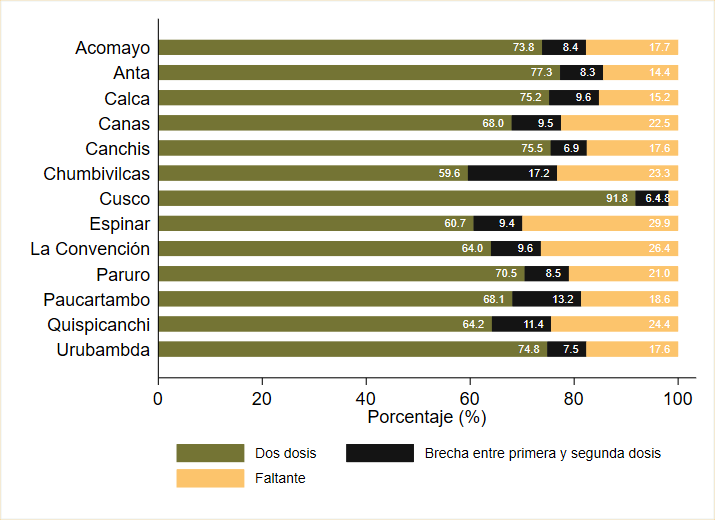 Acomayo 73.8 8.4 17.7
Anta 77.3 8.3 14.4
Calca 75.2 9.6 15.2
Canas 68.0 9.5 22.5
Canchis 75.5 6.9 17.6
Chumbivilcas 59.6 17.2 23.3
Cusco 91.8 6.4.8
Espinar 60.7 9.4 29.9
La Convención 64.0 9.6 26.4
Paruro 70.5 8.5 21.0
Paucartambo 68.1 13.2 18.6
Quispicanchi 64.2 11.4 24.4
Urubambda 74.8 7.5 17.6
0 20 40 60 80 100
Porcentaje (%)
Dos dosis Brecha entre primera y segunda dosis
Faltante